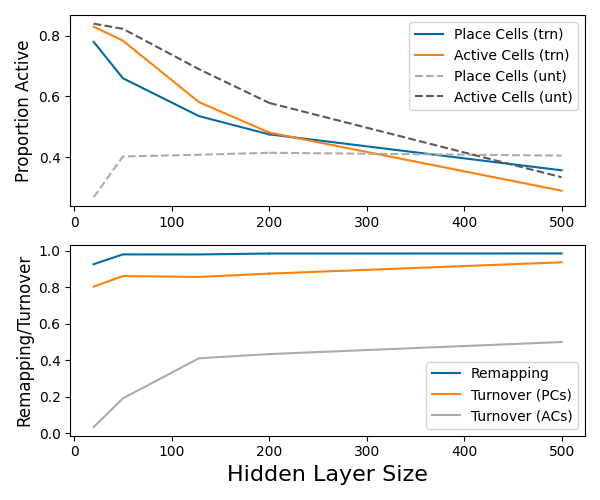 Proportion Active
0.8
0.6
0.4
Place Cells (trn)
Active Cells (trn)
Place Cells (unt)
Active Cells (unt)
0 100 200 300 400 500
Remapping/Turnover
1.0
0.8
0.6
0.4
0.2
0.0
Remapping
Turnover (PCs)
Turnover (ACs)
0 100 200 300 400 500
Hidden Layer Size